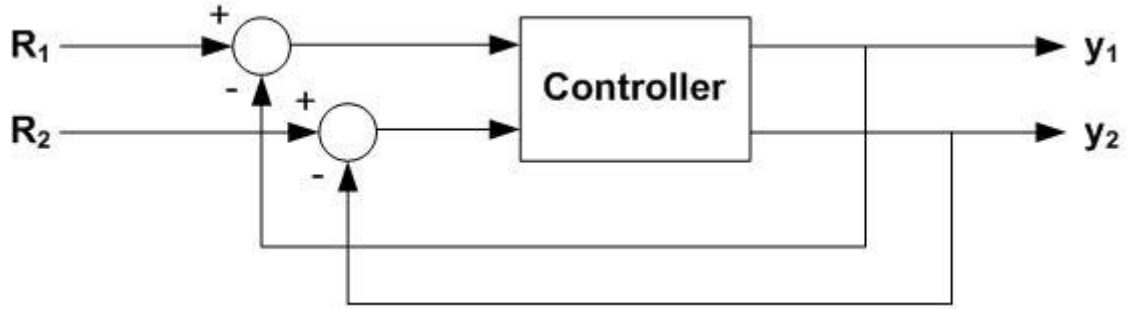 R₁ + - Controller y₁
R₂ + - y₂